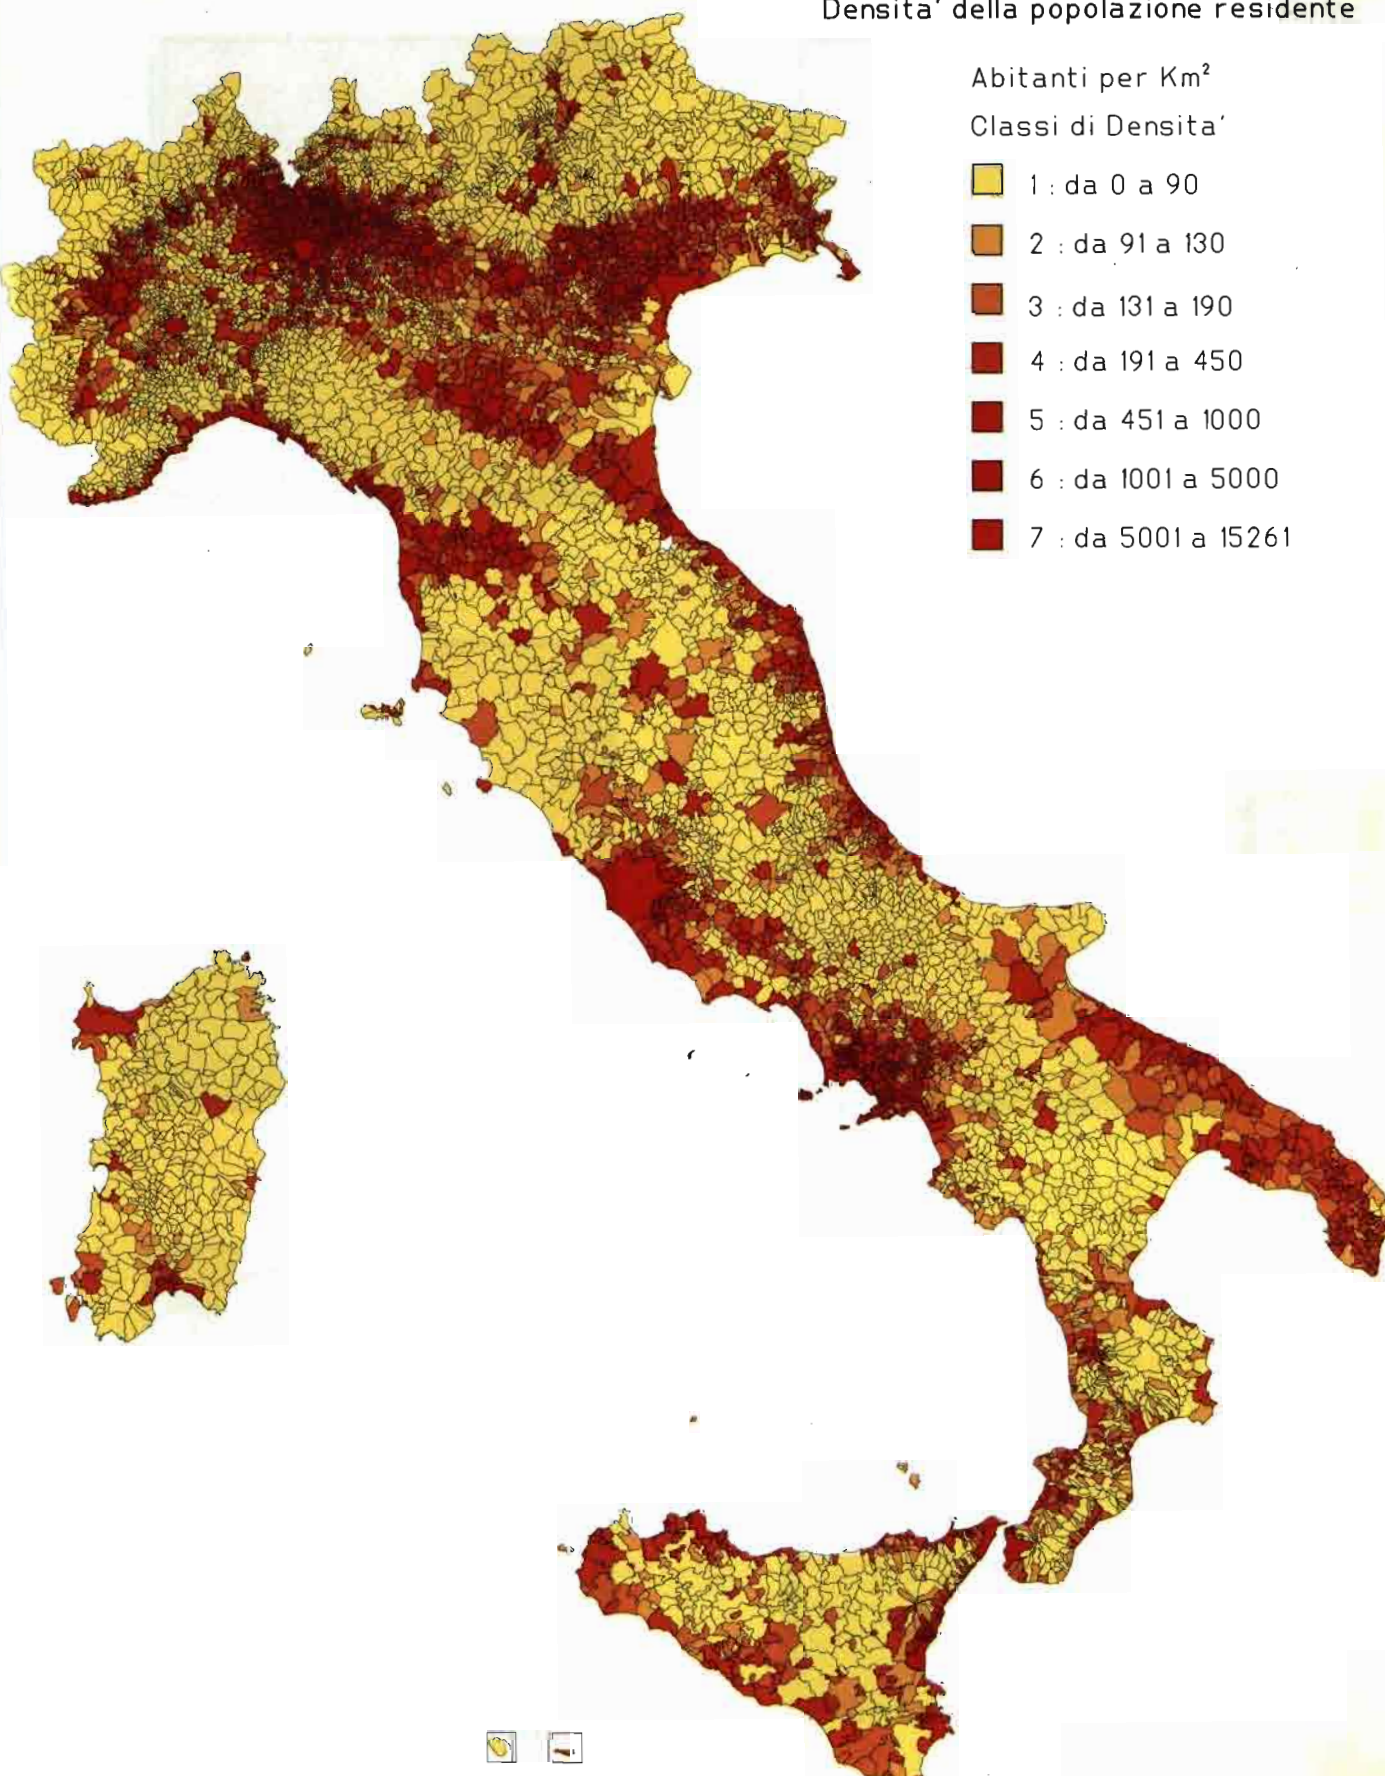 Densita' della popolazione residente
Abitanti per Km²
Classi di Densita'
1 : da 0 a 90
2 : da 91 a 130
3 : da 131 a 190
4 : da 191 a 450
5 : da 451 a 1000
6 : da 1001 a 5000
7 : da 5001 a 15261